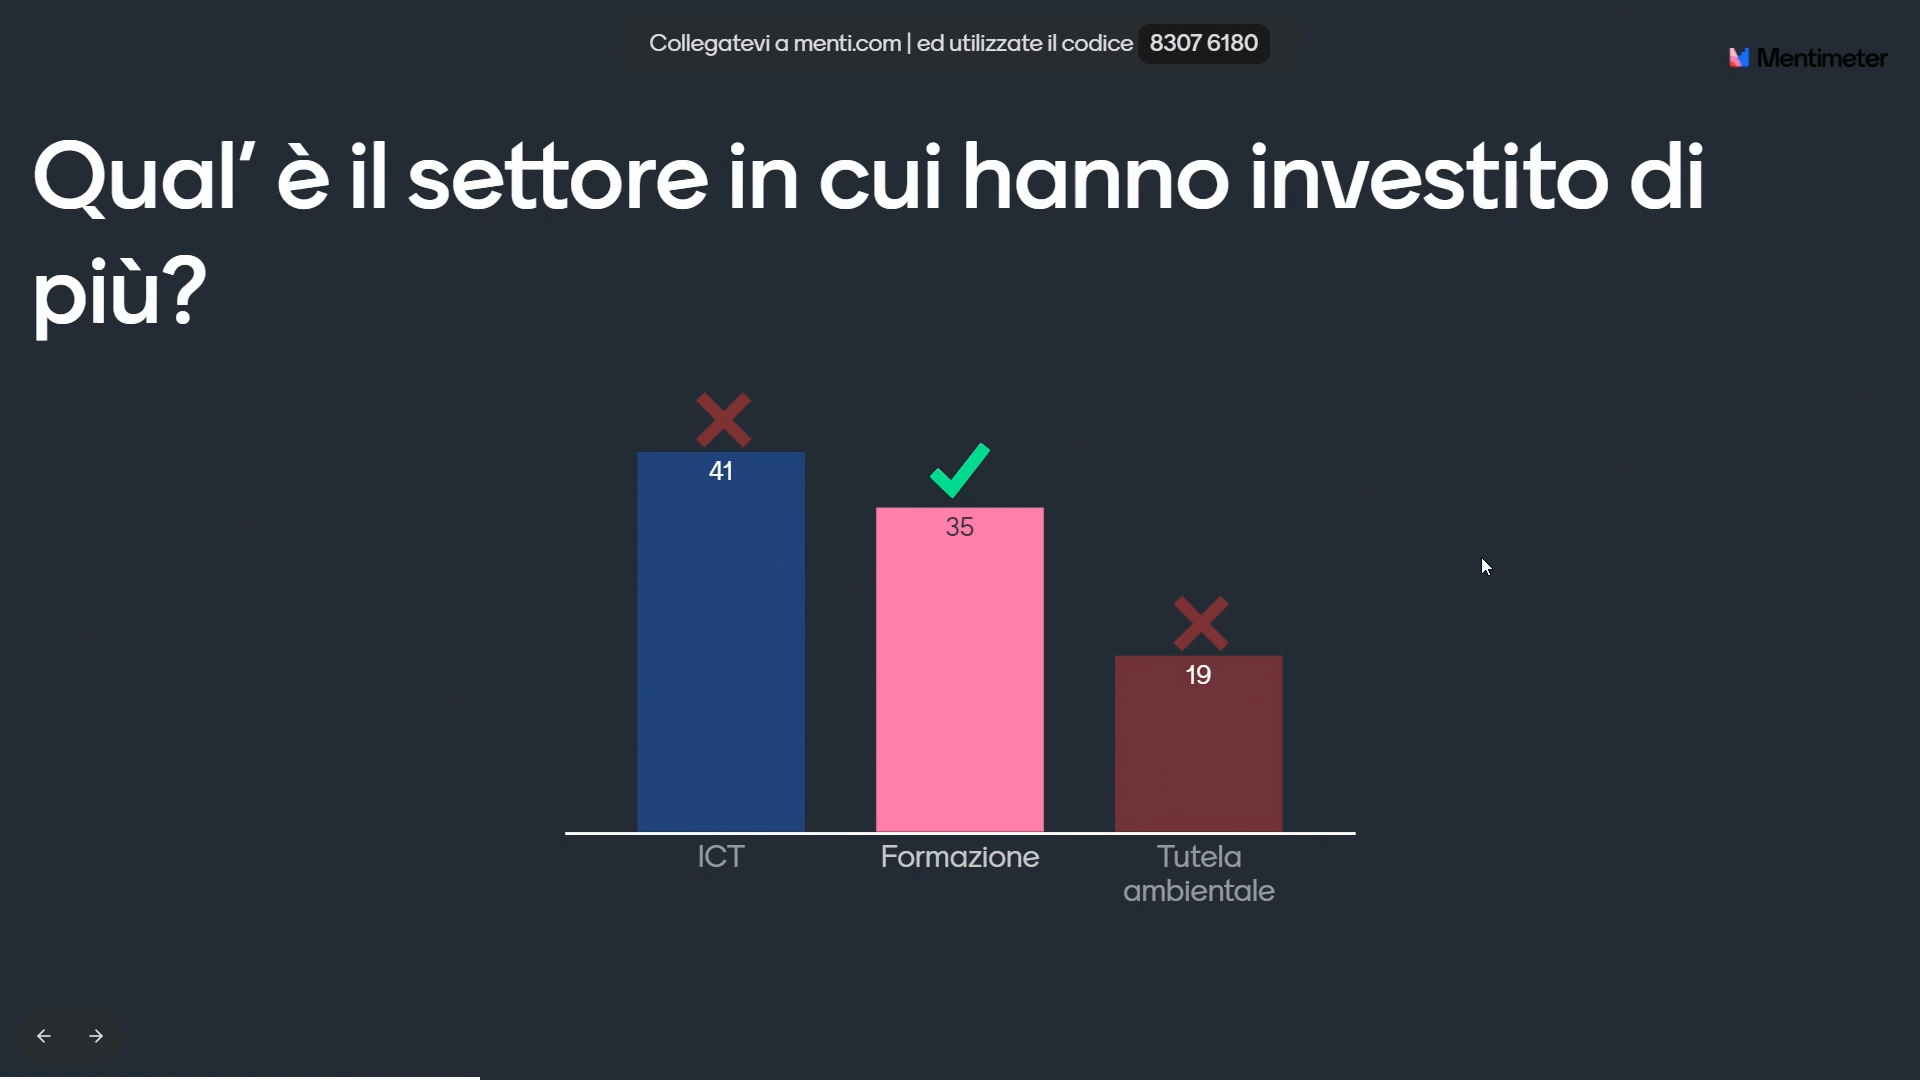 Collegatevi a menti.com | ed utilizzate il codice 8307 6180
Mentimeter
Qual’ è il settore in cui hanno investito di
più?
41
35
19
ICT
Formazione
Tutela
ambientale